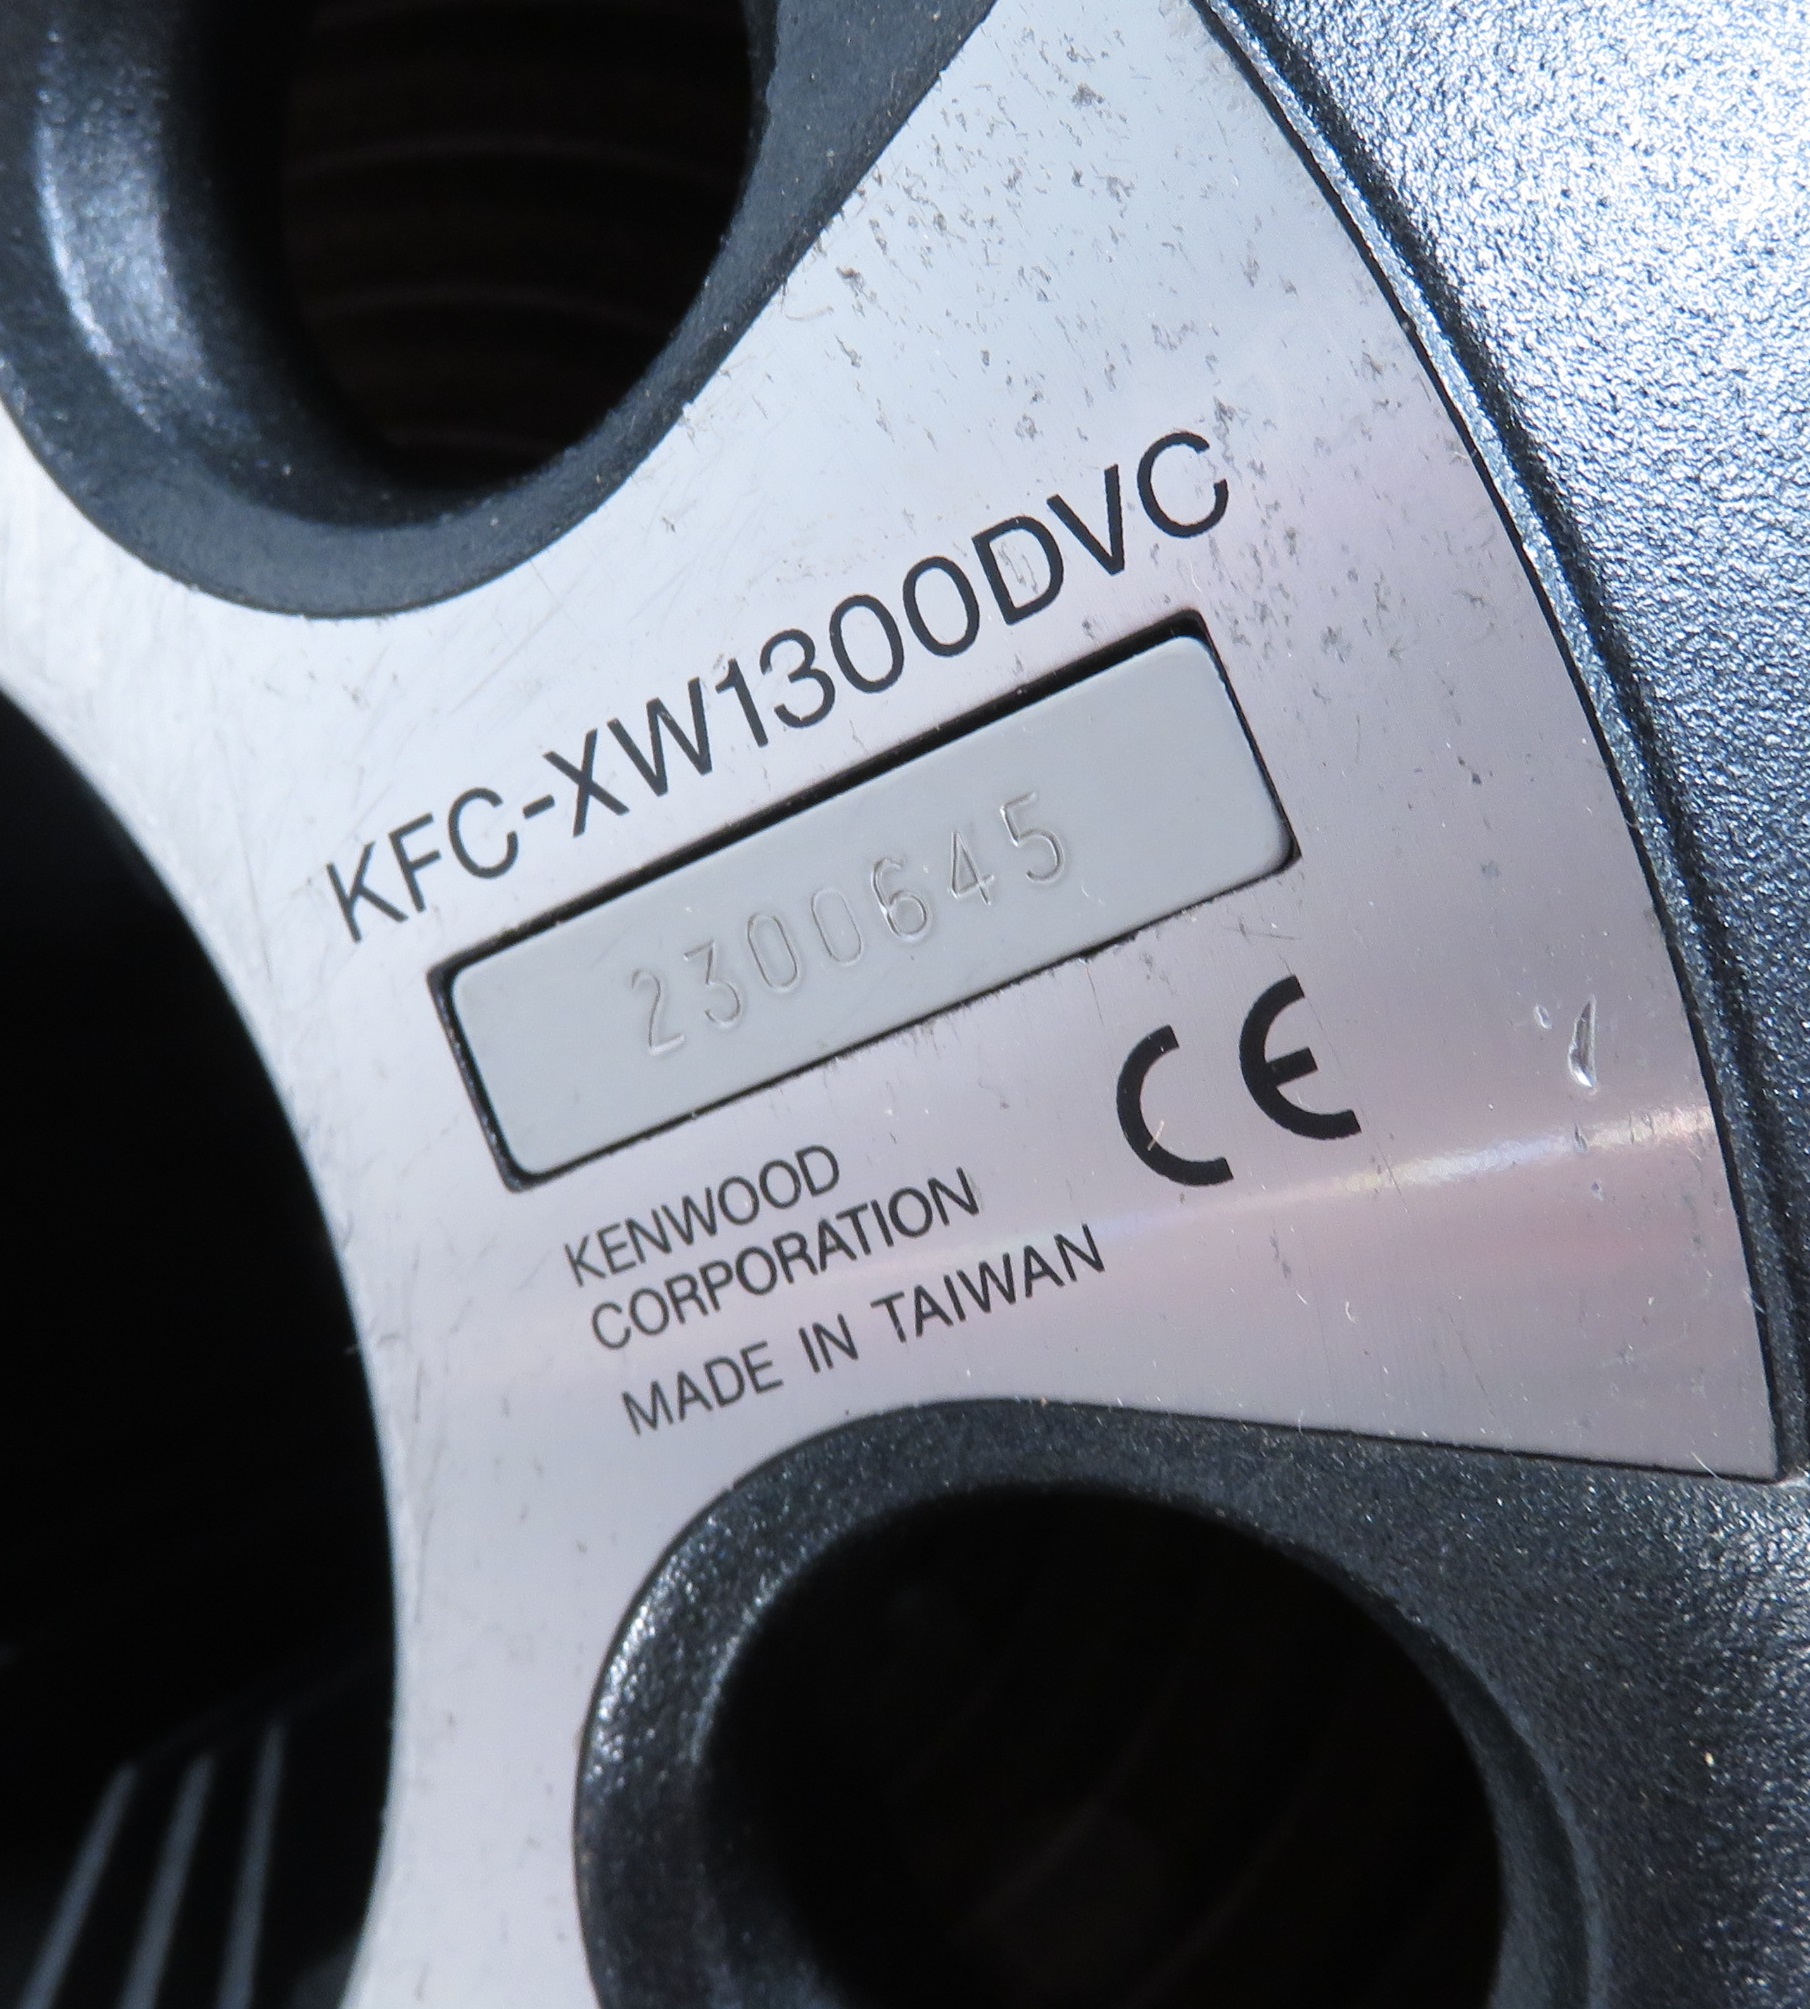 KFC-XW1300DVC
2300645
CE
KENWOOD
CORPORATION
MADE IN TAIWAN